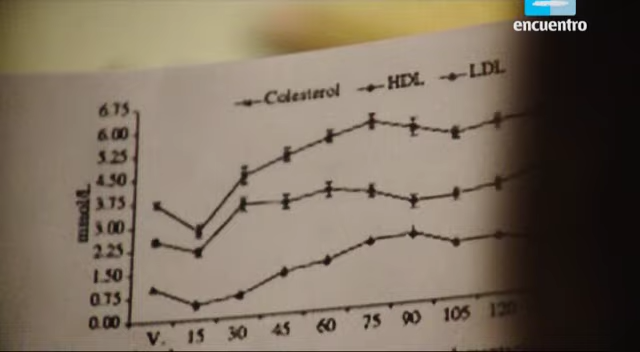 encuentro
Colesterol HDL LDL
6.75
6.00
5.25
4.50
3.75
3.00
2.25
1.50
0.75
0.00
mmol/L
V. 15 30 45 60 75 90 105 120